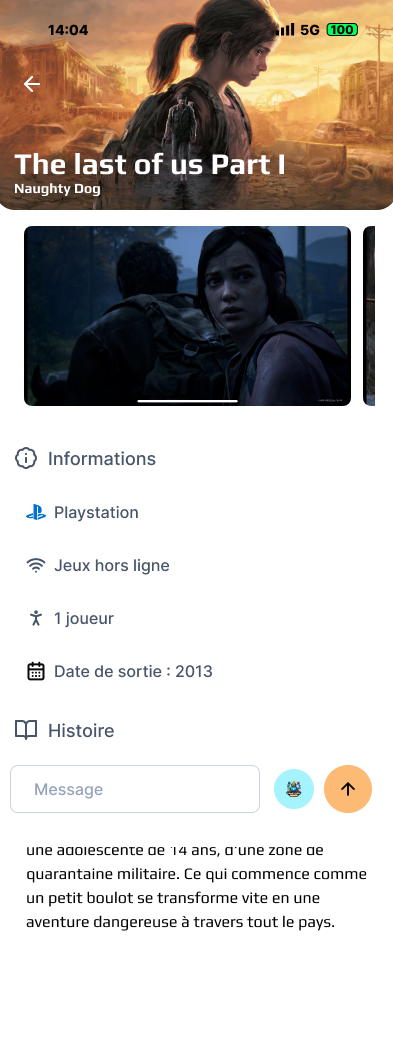 14:04
5G
100
The last of us Part I
Naughty Dog
Informations
Playstation
Jeux hors ligne
1 joueur
Date de sortie : 2013
Histoire
Message
une adolescente de 14 ans, d'une zone de
quarantaine militaire. Ce qui commence comme
un petit boulot se transforme vite en une
aventure dangereuse à travers tout le pays.